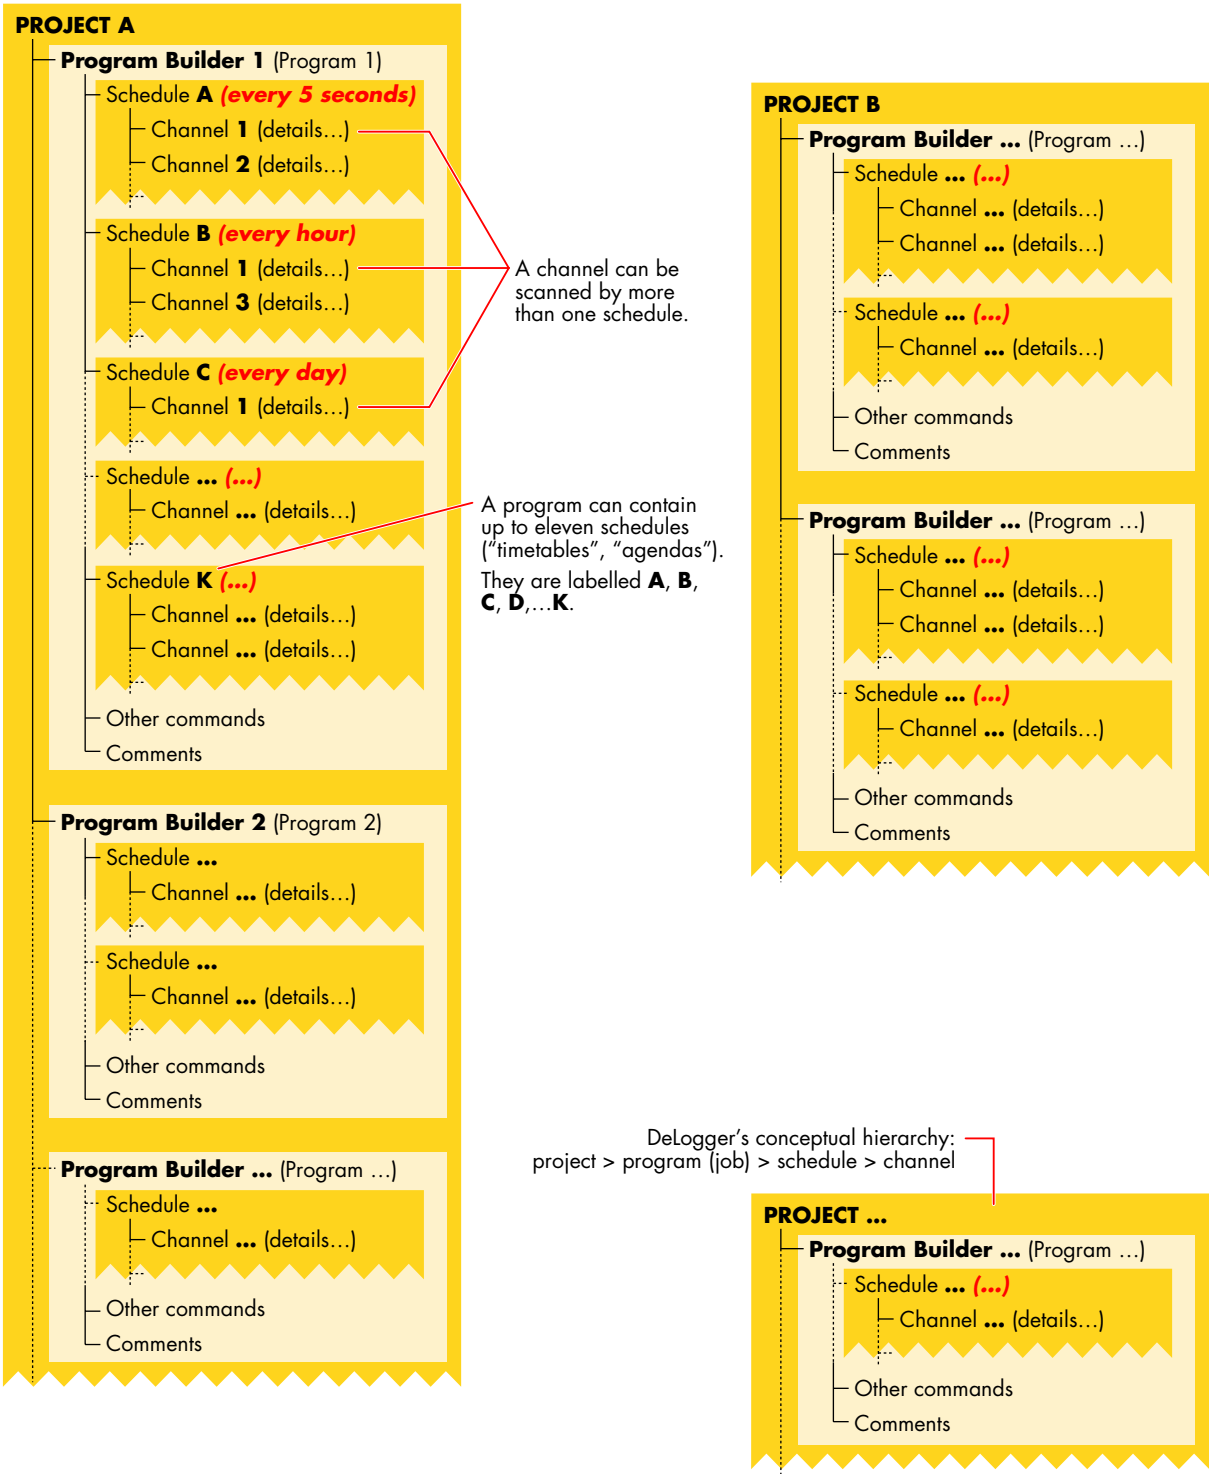 PROJECT A
Program Builder 1 (Program 1)
Schedule A (every 5 seconds)
Channel 1 (details…)
Channel 2 (details…)
Schedule B (every hour)
Channel 1 (details…)
Channel 3 (details…)
Schedule C (every day)
Channel 1 (details…)
Schedule ... (...)
Channel ... (details…)
Schedule K (...)
Channel ... (details…)
Channel ... (details…)
Other commands
Comments
Program Builder 2 (Program 2)
Schedule ...
Channel ... (details…)
Schedule ...
Channel ... (details…)
Other commands
Comments
Program Builder ... (Program …)
Schedule ...
Channel ... (details…)
Other commands
Comments
A channel can be
scanned by more
than one schedule.
A program can contain
up to eleven schedules
(“timetables”, “agendas”).
They are labelled A, B,
C, D,…K.
PROJECT B
Program Builder ... (Program …)
Schedule ... (...)
Channel ... (details…)
Channel ... (details…)
Schedule ... (...)
Channel ... (details…)
Other commands
Comments
Program Builder ... (Program …)
Schedule ... (...)
Channel ... (details…)
Channel ... (details…)
Schedule ... (...)
Channel ... (details…)
Other commands
Comments
DeLogger’s conceptual hierarchy:
project > program (job) > schedule > channel
PROJECT ...
Program Builder ... (Program …)
Schedule ... (...)
Channel ... (details…)
Other commands
Comments